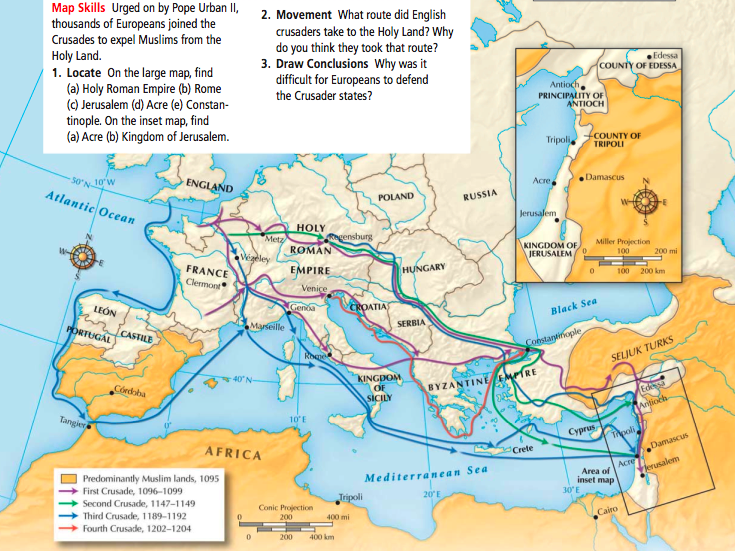 Map Skills Urged on by Pope Urban II,
thousands of Europeans joined the
Crusades to expel Muslims from the
Holy Land.
1. Locate On the large map, find
(a) Holy Roman Empire (b) Rome
(c) Jerusalem (d) Acre (e) Constan-
tinople. On the inset map, find
(a) Acre (b) Kingdom of Jerusalem.
2. Movement What route did English
crusaders take to the Holy Land? Why
do you think they took that route?
3. Draw Conclusions Why was it
difficult for Europeans to defend
the Crusader states?
Edessa
COUNTY OF EDESSA
Antioch
PRINCIPALITY OF
ANTIOCH
Tripoli
COUNTY OF
TRIPOLI
Acre
Damascus
N
W
E
S
Jerusalem
KINGDOM OF
JERUSALEM
Miller Projection
0 100 200 mi
0 100 200 km
50°N
10°W
Atlantic Ocean
N
W
E
S
ENGLAND
POLAND
RUSSIA
HOLY
ROMAN
EMPIRE
Metz
Regensburg
Vézeley
FRANCE
Clermont
HUNGARY
Venice
Genoa
CROATIA
SERBIA
Black Sea
LEÓN
PORTUGAL
CASTILE
Marseille
Rome
Constantinople
SELJUK TURKS
Córdoba
40°N
KINGDOM
OF
SICILY
BYZANTINE EMPIRE
Edessa
Antioch
Tangier
0°
10°E
Cyprus
Tripoli
Damascus
Crete
Acre
Jerusalem
AFRICA
Mediterranean Sea
Area of
inset map
20°E
30°E
Tripoli
Cairo
Predominantly Muslim lands, 1095
First Crusade, 1096–1099
Second Crusade, 1147–1149
Third Crusade, 1189–1192
Fourth Crusade, 1202–1204
Conic Projection
0 200 400 mi
0 200 400 km